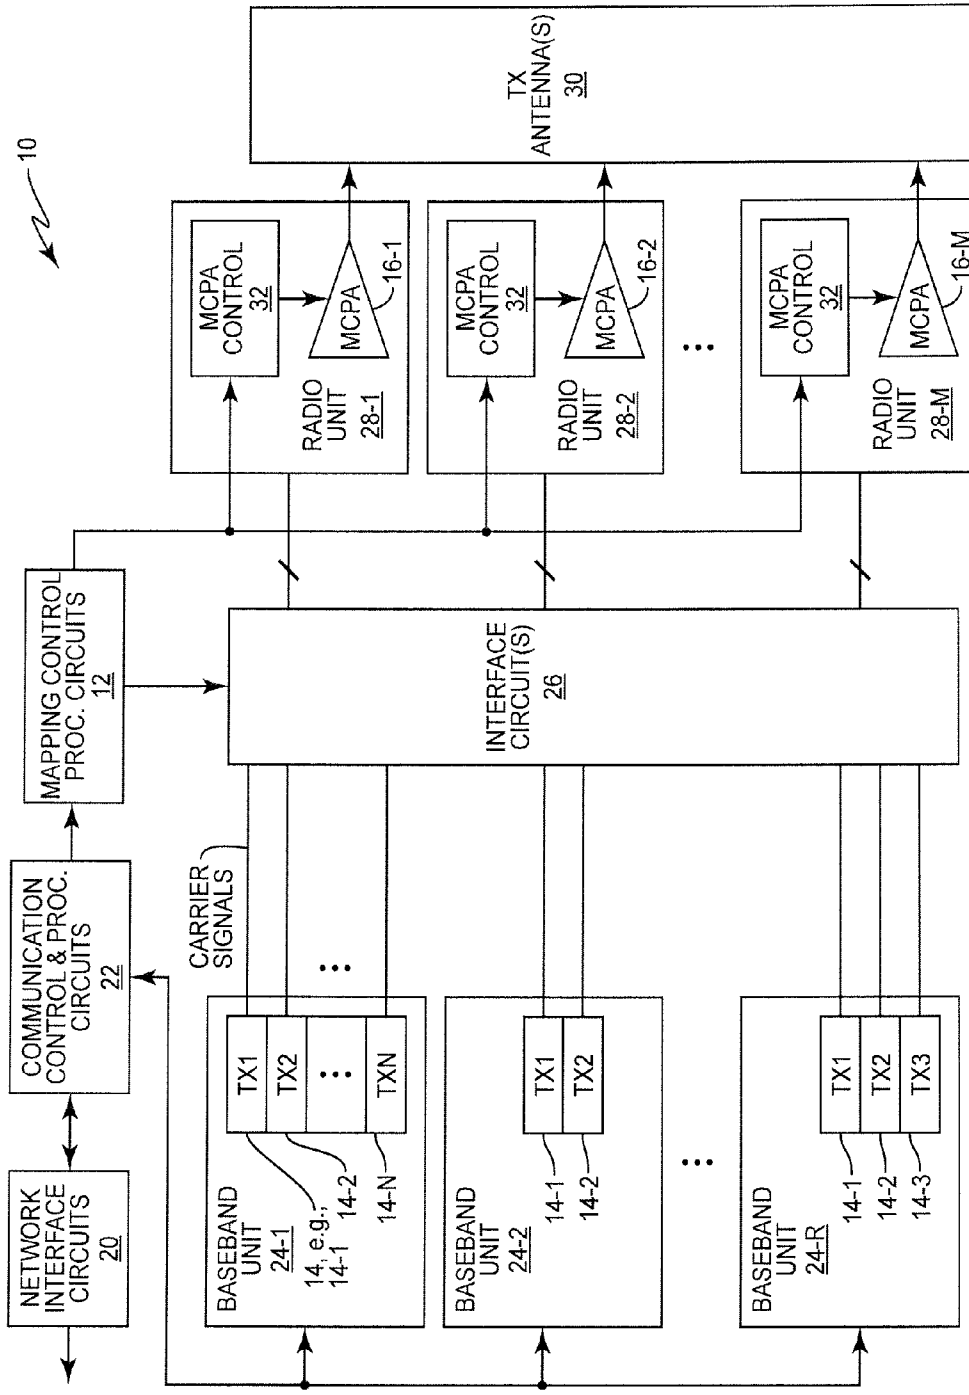 10
NETWORK
INTERFACE
CIRCUITS
20
COMMUNICATION
CONTROL & PROC.
CIRCUITS
22
MAPPING CONTROL
PROC. CIRCUITS
12
BASEBAND
UNIT
24-1
TX1
TX2
•••
TXN
14, e.g.,
14-1
14-2
14-N
CARRIER
SIGNALS
•••
BASEBAND
UNIT
24-2
TX1
TX2
14-1
14-2
•••
BASEBAND
UNIT
24-R
TX1
TX2
TX3
14-1
14-2
14-3
INTERFACE
CIRCUIT(S)
26
RADIO
UNIT
28-1
MCPA
CONTROL
32
MCPA
16-1
RADIO
UNIT
28-2
MCPA
CONTROL
32
MCPA
16-2
•••
RADIO
UNIT
28-M
MCPA
CONTROL
32
MCPA
16-M
TX
ANTENNA(S)
30